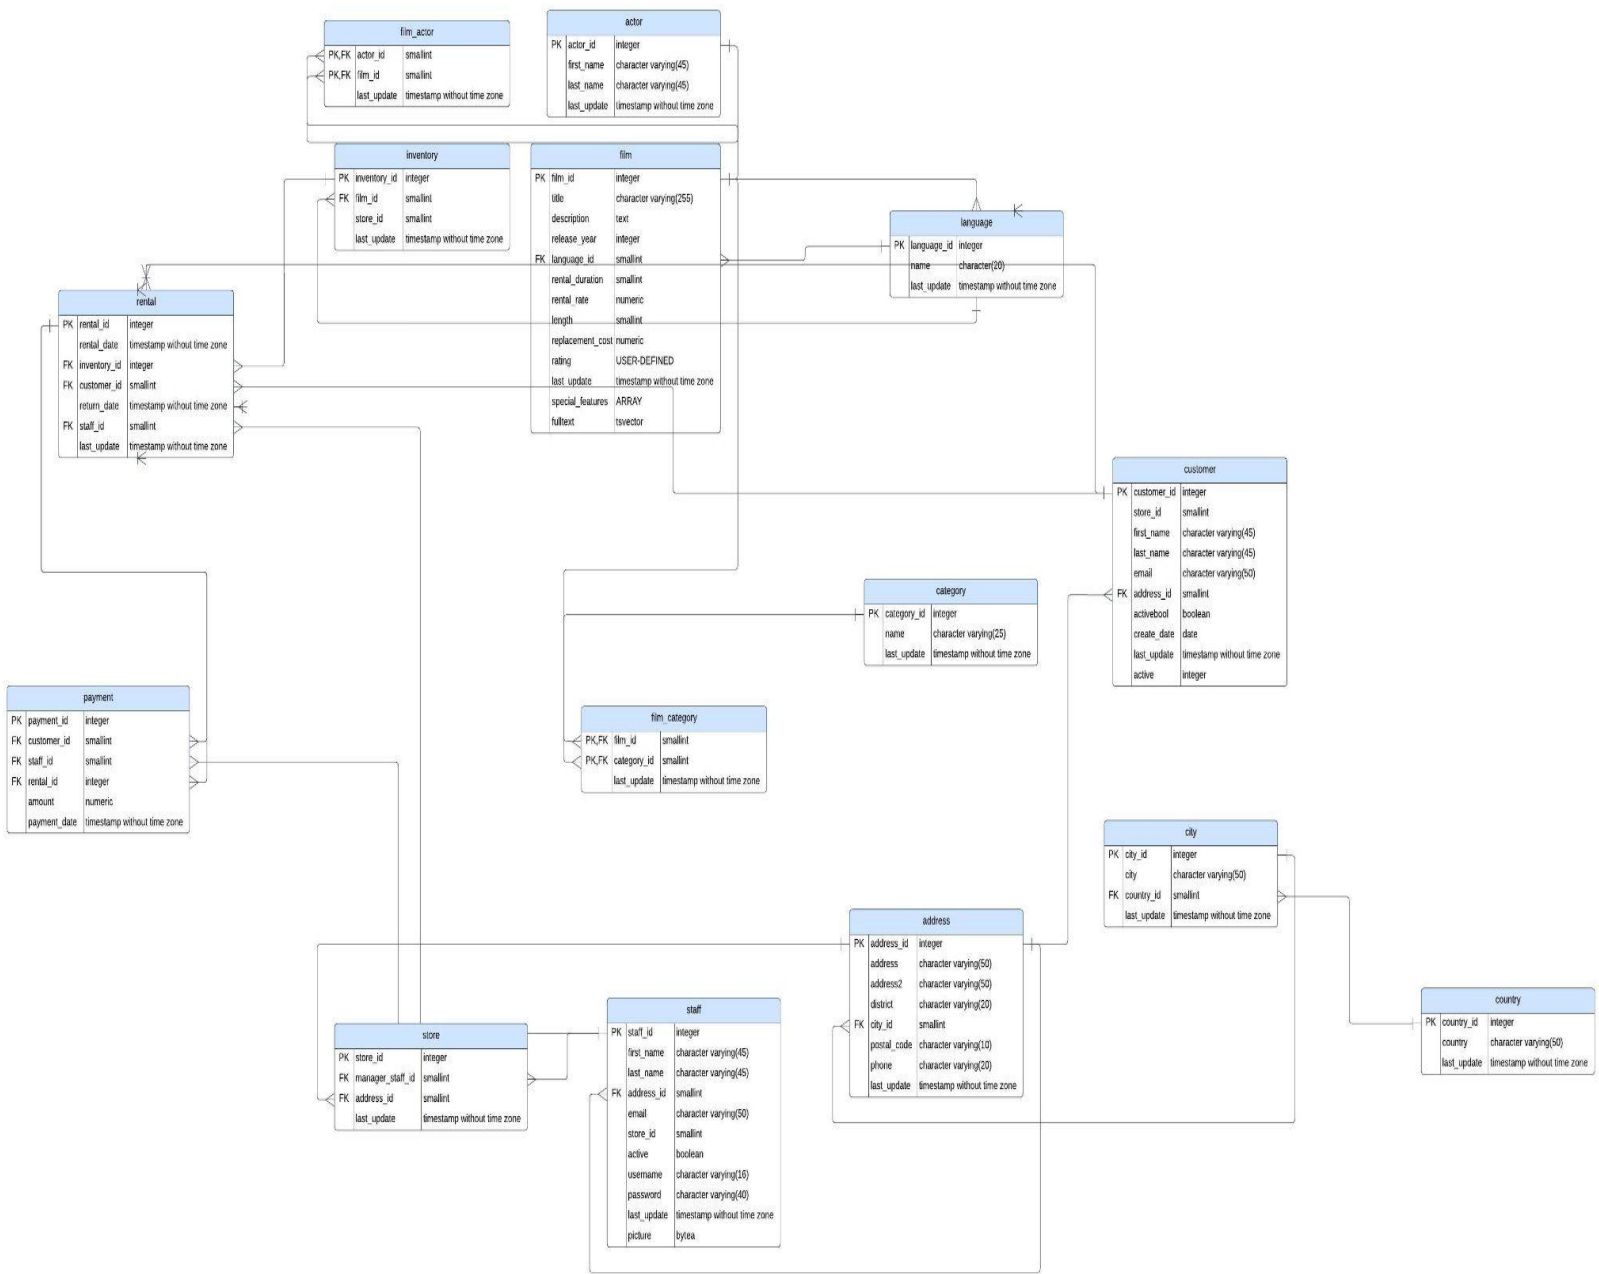 film_actor
PK,FK actor_id smallint
PK,FK film_id smallint
last_update timestamp without time zone
actor
PK actor_id integer
first_name character varying(45)
last_name character varying(45)
last_update timestamp without time zone
inventory
PK inventory_id integer
FK film_id smallint
store_id smallint
last_update timestamp without time zone
film
PK film_id integer
title character varying(255)
description text
release_year integer
FK language_id smallint
rental_duration smallint
rental_rate numeric
length smallint
replacement_cost numeric
rating USER-DEFINED
last_update timestamp without time zone
special_features ARRAY
fulltext tsvector
language
PK language_id integer
name character(20)
last_update timestamp without time zone
rental
PK rental_id integer
rental_date timestamp without time zone
FK inventory_id integer
FK customer_id smallint
return_date timestamp without time zone
FK staff_id smallint
last_update timestamp without time zone
customer
PK customer_id integer
store_id smallint
first_name character varying(45)
last_name character varying(45)
email character varying(50)
FK address_id smallint
activebool boolean
create_date date
last_update timestamp without time zone
active integer
category
PK category_id integer
name character varying(25)
last_update timestamp without time zone
payment
PK payment_id integer
FK customer_id smallint
FK staff_id smallint
FK rental_id integer
amount numeric
payment_date timestamp without time zone
film_category
PK,FK film_id smallint
PK,FK category_id smallint
last_update timestamp without time zone
city
PK city_id integer
city character varying(50)
FK country_id smallint
last_update timestamp without time zone
address
PK address_id integer
address character varying(50)
address2 character varying(50)
district character varying(20)
FK city_id smallint
postal_code character varying(10)
phone character varying(20)
last_update timestamp without time zone
country
PK country_id integer
country character varying(50)
last_update timestamp without time zone
store
PK store_id integer
FK manager_staff_id smallint
FK address_id smallint
last_update timestamp without time zone
staff
PK staff_id integer
first_name character varying(45)
last_name character varying(45)
FK address_id smallint
email character varying(50)
store_id smallint
active boolean
username character varying(16)
password character varying(40)
last_update timestamp without time zone
picture bytea